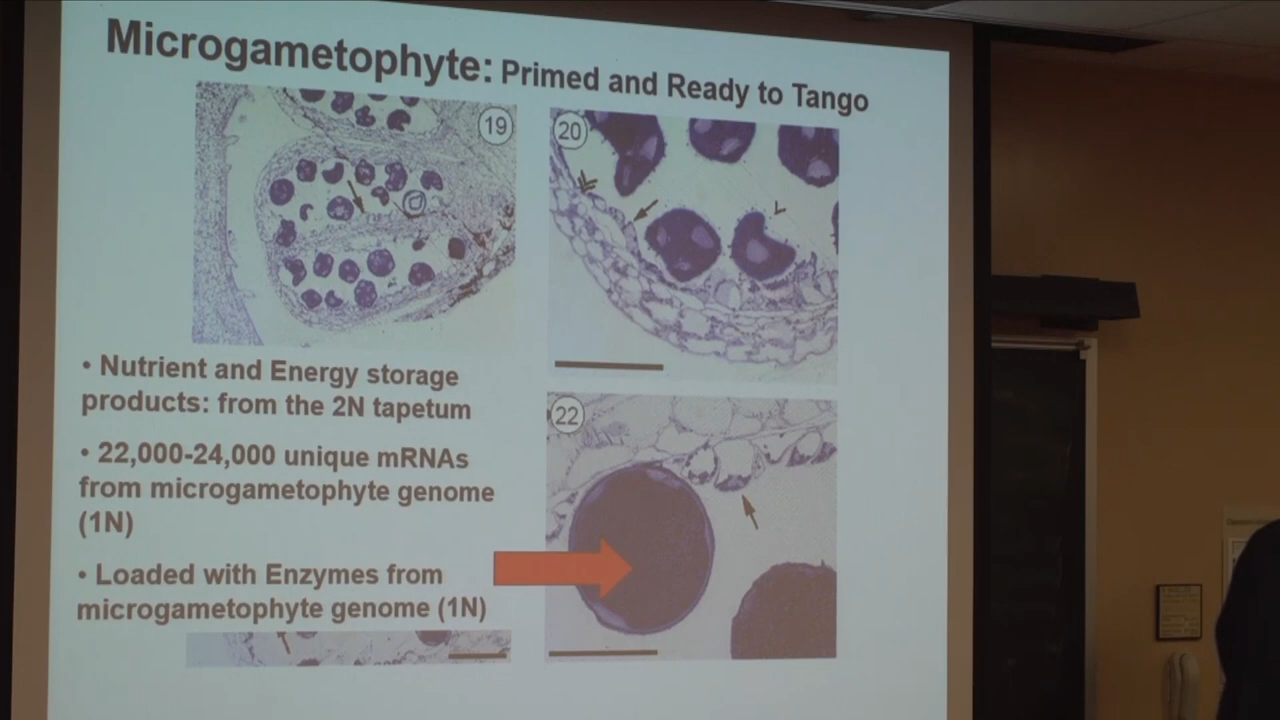 Microgametophyte: Primed and Ready to Tango
19
20
22
• Nutrient and Energy storage
products: from the 2N tapetum
• 22,000-24,000 unique mRNAs
from microgametophyte genome
(1N)
• Loaded with Enzymes from
microgametophyte genome (1N)